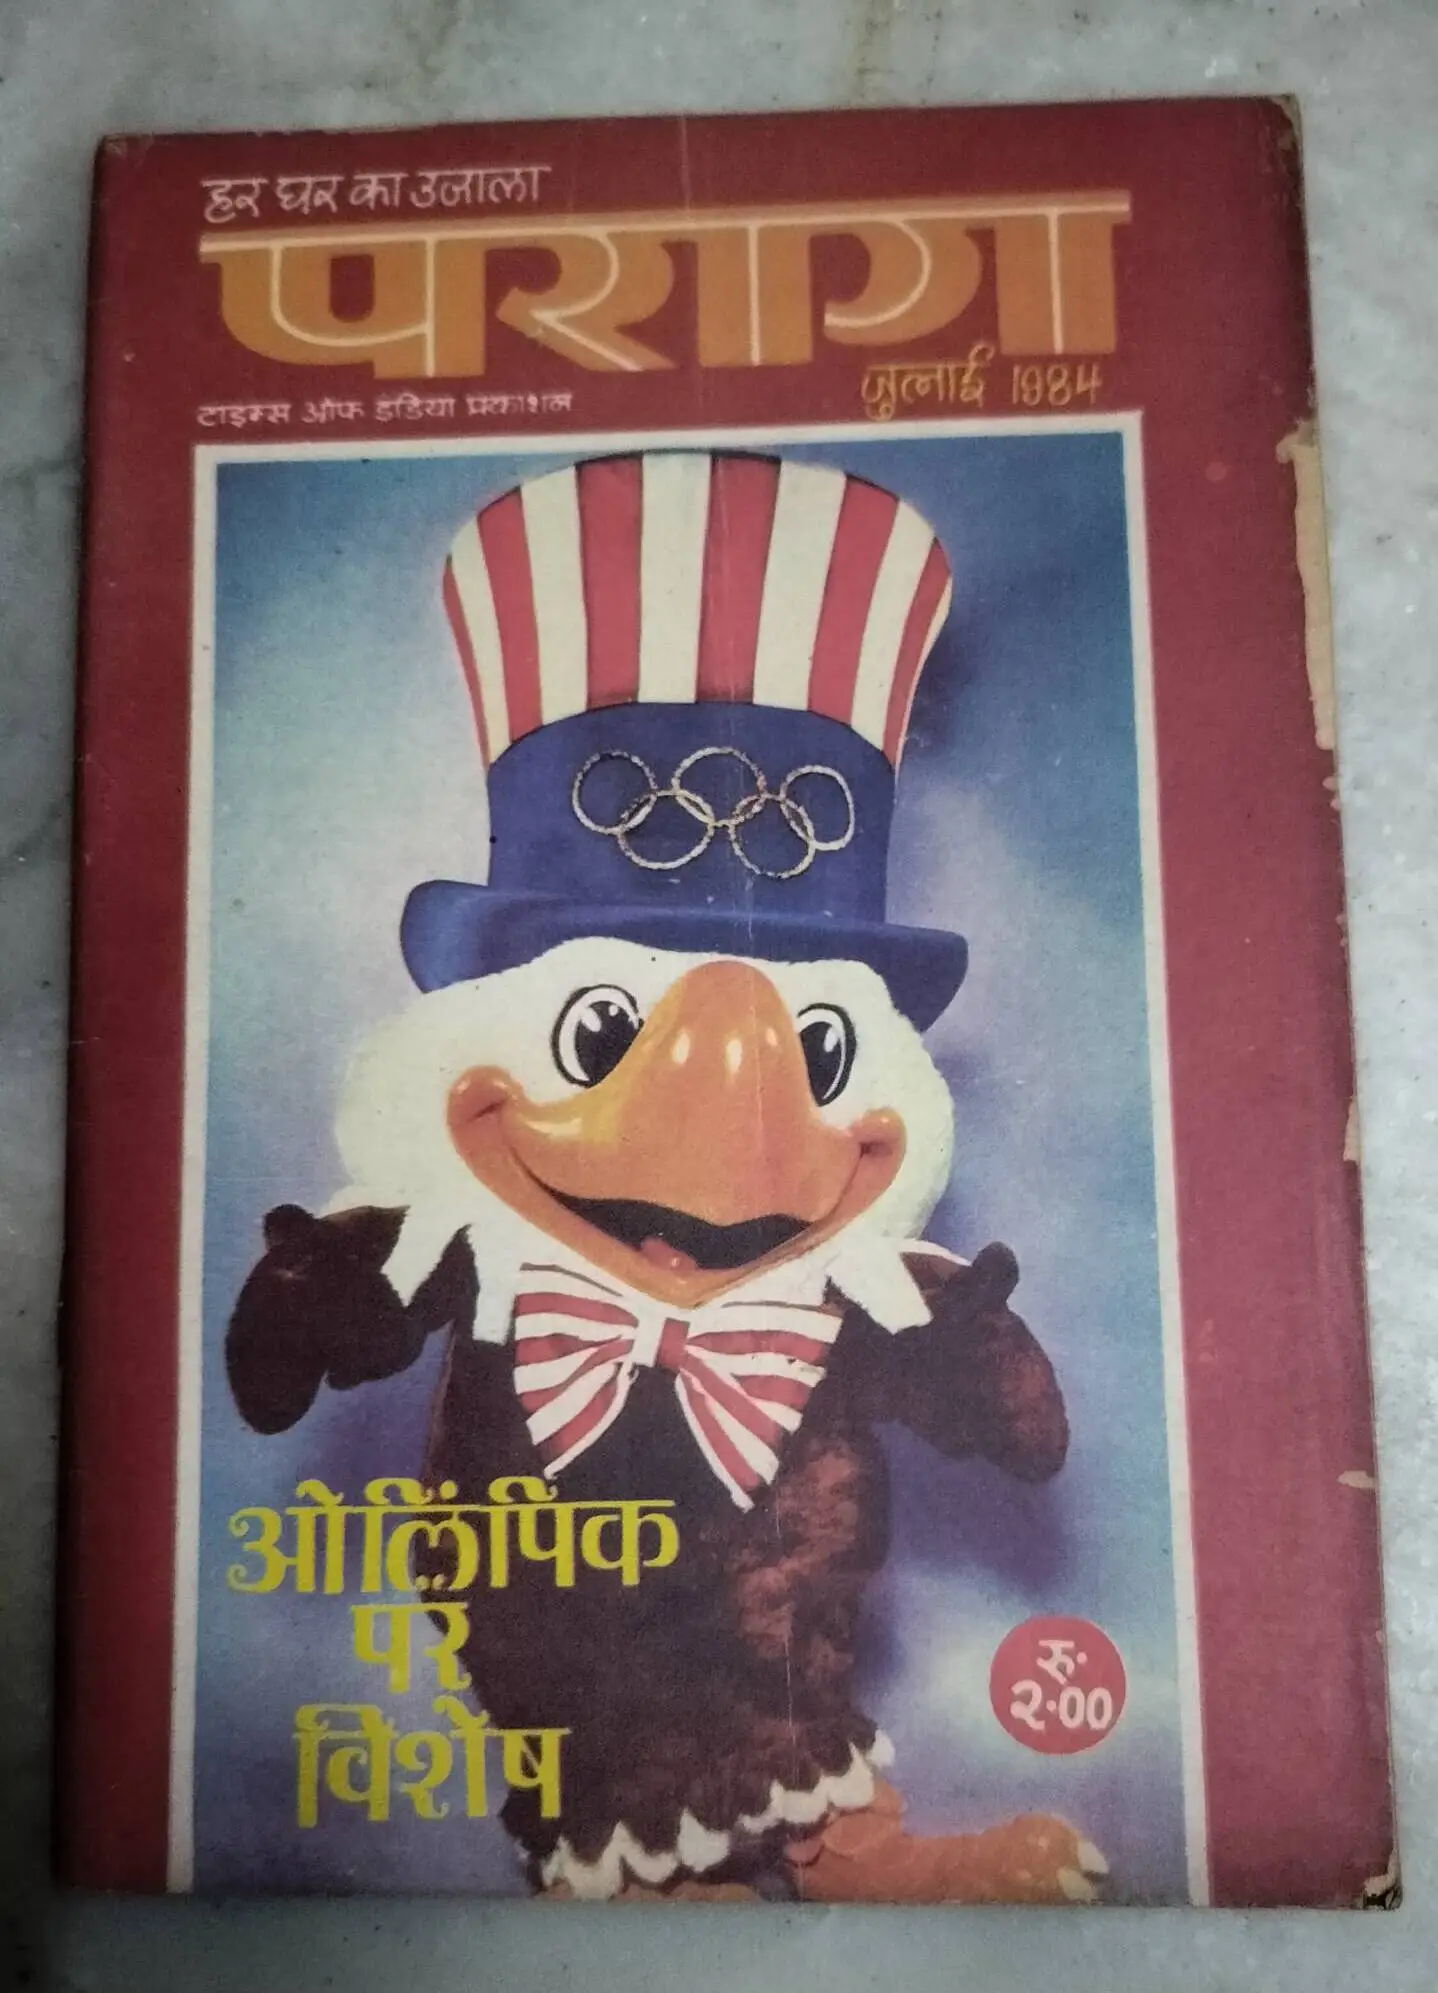 हर घर का उजाला
पराग
जुलाई 1984
टाइम्स ऑफ इंडिया प्रकाशन
ओलिंपिक
पर
विशेष
रु.
२.००